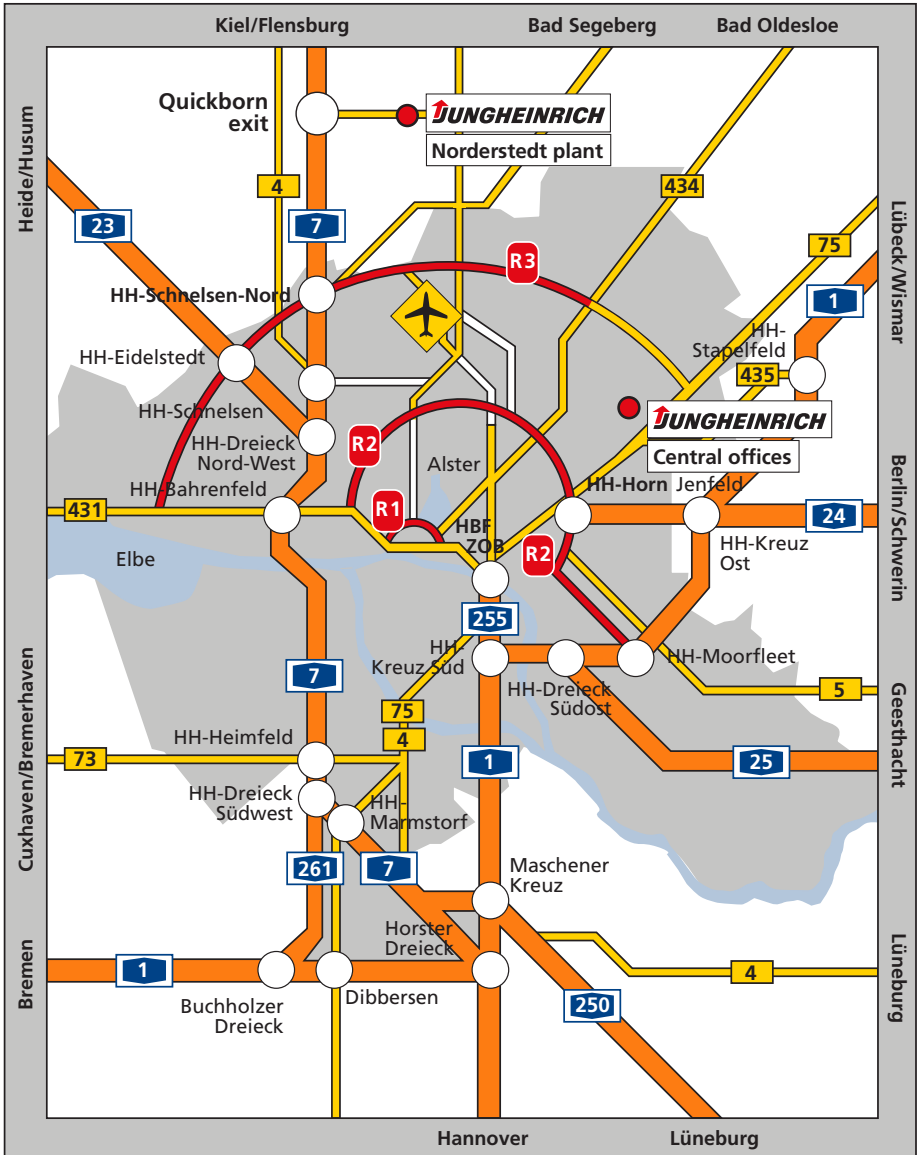 Kiel/Flensburg
Bad Segeberg
Bad Oldesloe
Heide/Husum
Cuxhaven/Bremerhaven
Bremen
Lübeck/Wismar
Berlin/Schwerin
Geesthacht
Lüneburg
Hannover
Lüneburg
Quickborn
exit
JUNGHEINRICH
Norderstedt plant
4
434
23
7
75
R3
1
HH-Schnelsen-Nord
HH-
Stapelfeld
HH-Eidelstedt
435
HH-Schnelsen
JUNGHEINRICH
Central offices
HH-Dreieck
Nord-West
R2
Alster
HH-Bahrenfeld
HH-Horn
Jenfeld
431
R1
24
HBF
ZOB
R2
HH-Kreuz
Ost
Elbe
255
HH-
Kreuz Süd
HH-Moorfleet
7
HH-Dreieck
Südost
5
75
4
HH-Heimfeld
73
1
25
HH-Dreieck
Südwest
HH-
Marmstorf
261
7
Maschener
Kreuz
Horster
Dreieck
1
4
Buchholzer
Dreieck
Dibbersen
250